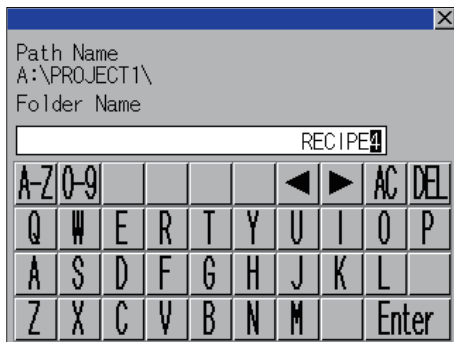 X
Path Name
A:\PROJECT1\
Folder Name
RECIPE4
A-Z 0-9 ◀ ▶ AC DEL
Q W E R T Y U I O P
A S D F G H J K L
Z X C V B N M Enter